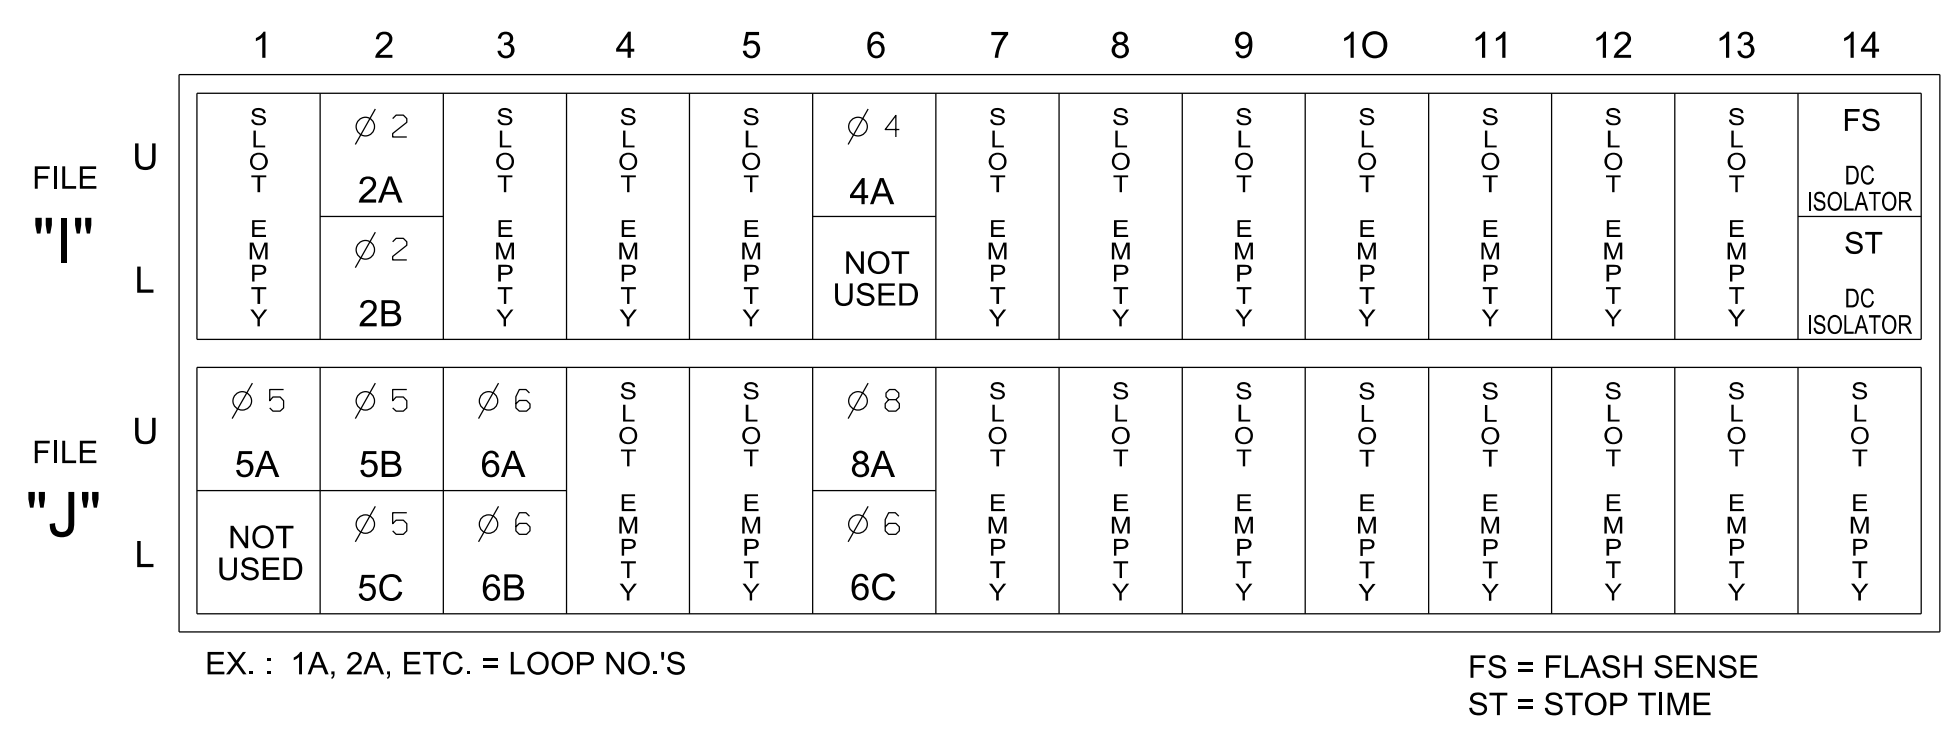 1 2 3 4 5 6 7 8 9 10 11 12 13 14
FILE "I"
U
L
SLOT EMPTY
Ø 2
2A
Ø 2
2B
SLOT EMPTY
SLOT EMPTY
SLOT EMPTY
Ø 4
4A
NOT
USED
SLOT EMPTY
SLOT EMPTY
SLOT EMPTY
SLOT EMPTY
SLOT EMPTY
SLOT EMPTY
SLOT EMPTY
FS
DC
ISOLATOR
ST
DC
ISOLATOR
FILE "J"
U
L
Ø 5
5A
NOT
USED
Ø 5
5B
Ø 5
5C
Ø 6
6A
Ø 6
6B
SLOT EMPTY
SLOT EMPTY
Ø 8
8A
Ø 6
6C
SLOT EMPTY
SLOT EMPTY
SLOT EMPTY
SLOT EMPTY
SLOT EMPTY
SLOT EMPTY
SLOT EMPTY
SLOT EMPTY
EX. : 1A, 2A, ETC. = LOOP NO.'S
FS = FLASH SENSE
ST = STOP TIME